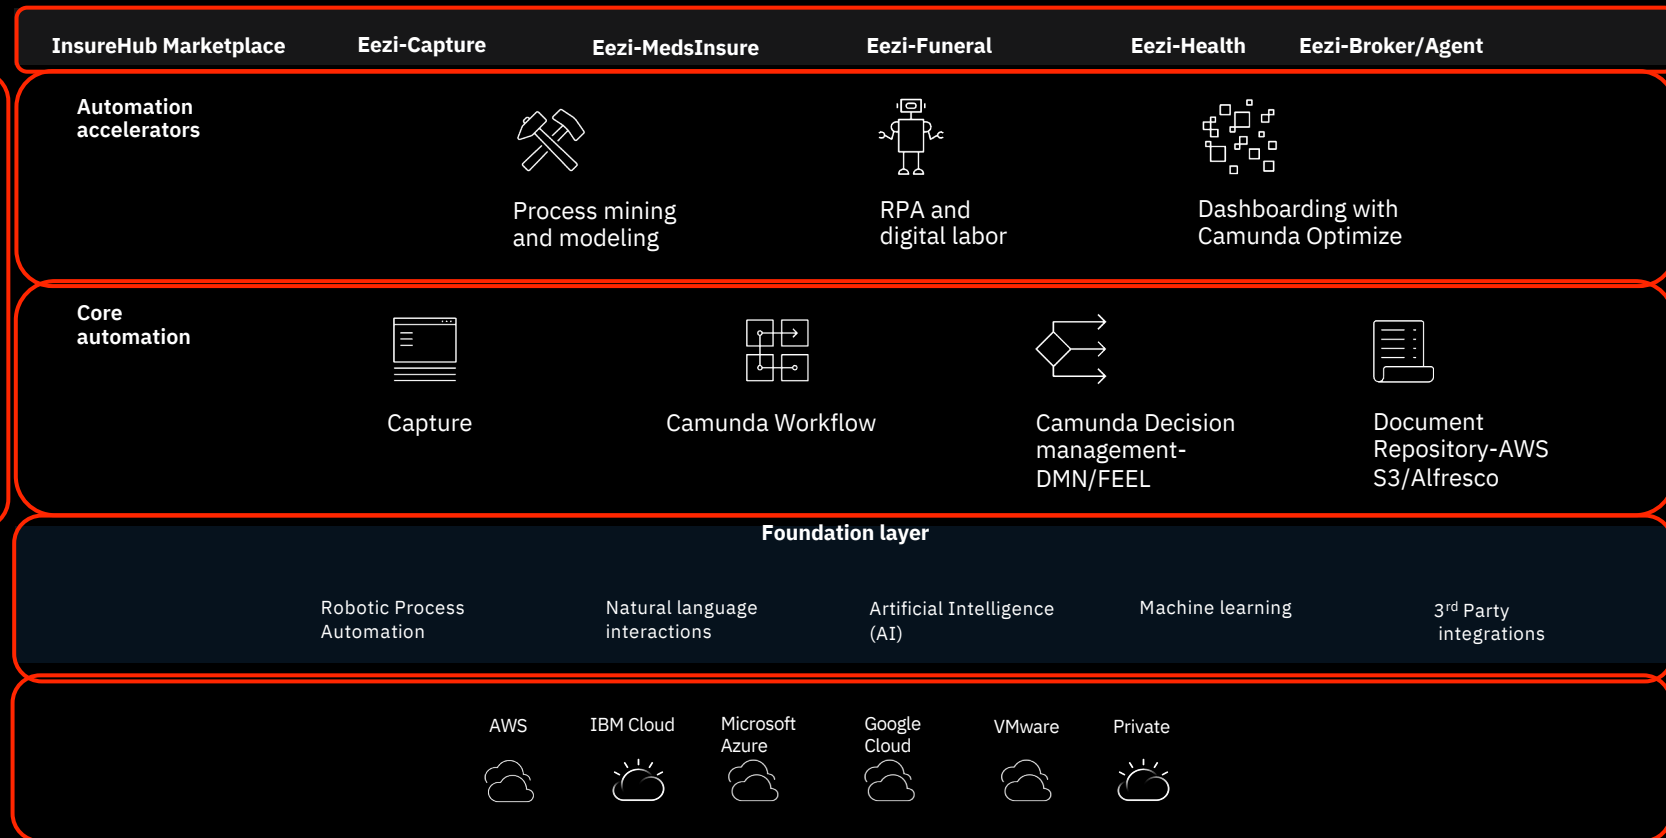 InsureHub Marketplace
Eezi-Capture
Eezi-MedsInsure
Eezi-Funeral
Eezi-Health
Eezi-Broker/Agent
Automation
accelerators
Process mining
and modeling
RPA and
digital labor
Dashboarding with
Camunda Optimize
Core
automation
Capture
Camunda Workflow
Camunda Decision
management-
DMN/FEEL
Document
Repository-AWS
S3/Alfresco
Foundation layer
Robotic Process
Automation
Natural language
interactions
Artificial Intelligence
(AI)
Machine learning
3rd Party
integrations
AWS
IBM Cloud
Microsoft
Azure
Google
Cloud
VMware
Private